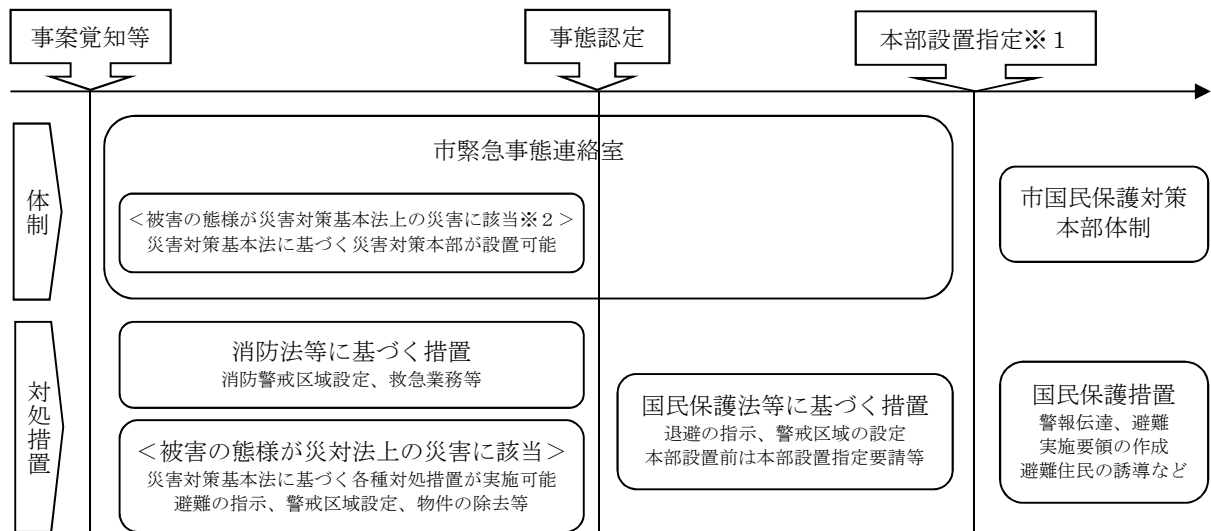 事案覚知等
事態認定
本部設置指定※１
体制
市緊急事態連絡室
＜被害の態様が災害対策基本法上の災害に該当※２＞
災害対策基本法に基づく災害対策本部が設置可能
市国民保護対策
本部体制
対処措置
消防法等に基づく措置
消防警戒区域設定、救急業務等
＜被害の態様が災対法上の災害に該当＞
災害対策基本法に基づく各種対処措置が実施可能
避難の指示、警戒区域設定、物件の除去等
国民保護法等に基づく措置
退避の指示、警戒区域の設定
本部設置前は本部設置指定要請等
国民保護措置
警報伝達、避難
実施要領の作成
避難住民の誘導など